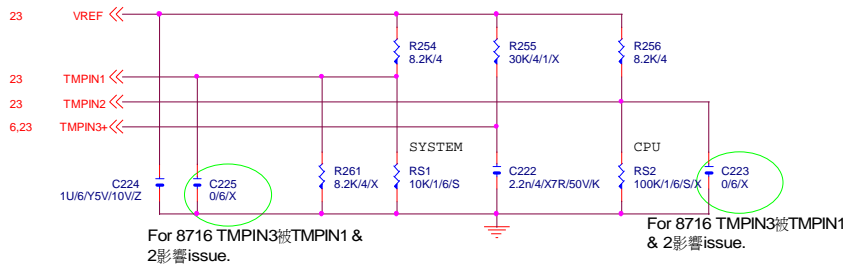 23 VREF
R254
8.2K/4
R255
30K/4/1/X
R256
8.2K/4
23 TMPIN1
23 TMPIN2
6,23 TMPIN3+
SYSTEM
CPU
C224
1U/6/Y5V/10V/Z
C225
0/6/X
R261
8.2K/4/X
RS1
10K/1/6/S
C222
2.2n/4/X7R/50V/K
RS2
100K/1/6/S/X
C223
0/6/X
For 8716 TMPIN3被TMPIN1 &
2影響issue.
For 8716 TMPIN3被TMPIN1
& 2影響issue.